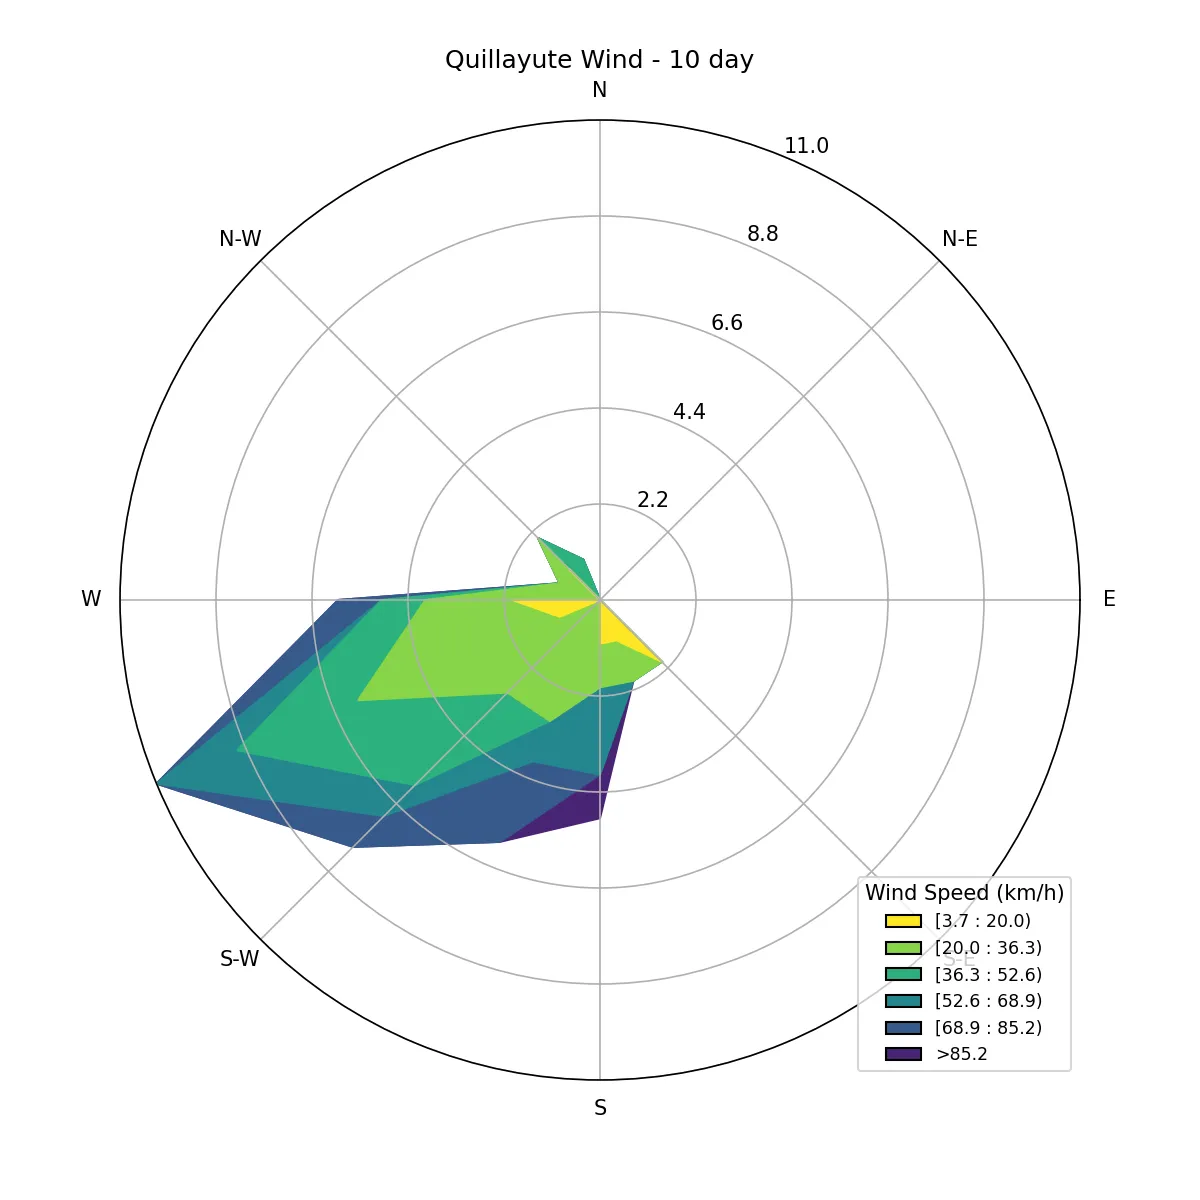 Quillayute Wind - 10 day
N
11.0
N-W
N-E
8.8
6.6
4.4
2.2
W
E
S-W
S-E
S
Wind Speed (km/h)
[3.7 : 20.0)
[20.0 : 36.3)
[36.3 : 52.6)
[52.6 : 68.9)
[68.9 : 85.2)
>85.2